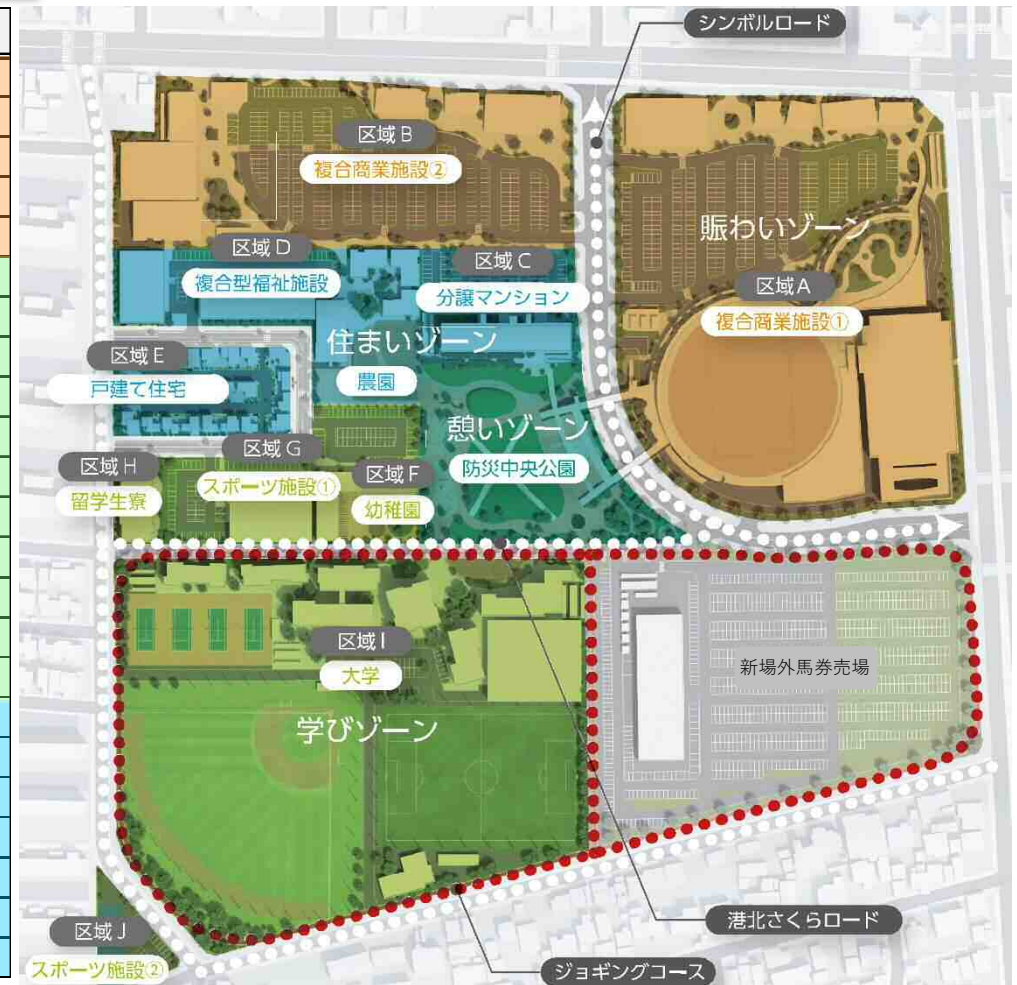 シンボルロード
区域B
複合商業施設②
賑わいゾーン
区域D
複合型福祉施設
区域C
分譲マンション
区域A
複合商業施設①
住まいゾーン
区域E
戸建て住宅
農園
憩いゾーン
防災中央公園
区域G
スポーツ施設①
区域H
留学生寮
区域F
幼稚園
区域I
大学
新場外馬券売場
学びゾーン
港北さくらロード
区域J
スポーツ施設②
ジョギングコース